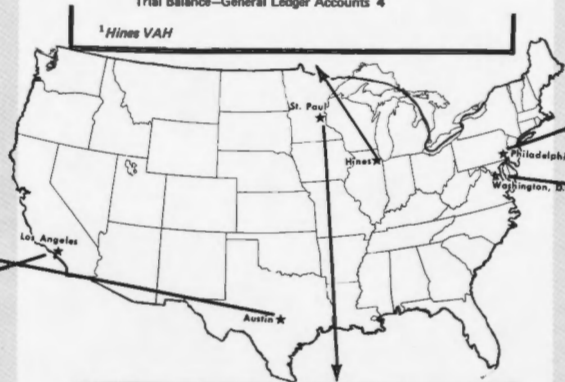 Trial Balance—General Ledger Accounts 4
¹Hines VAH
St. Paul
Hines
Philadelphi
Washington, D.
Los Angeles
Austin